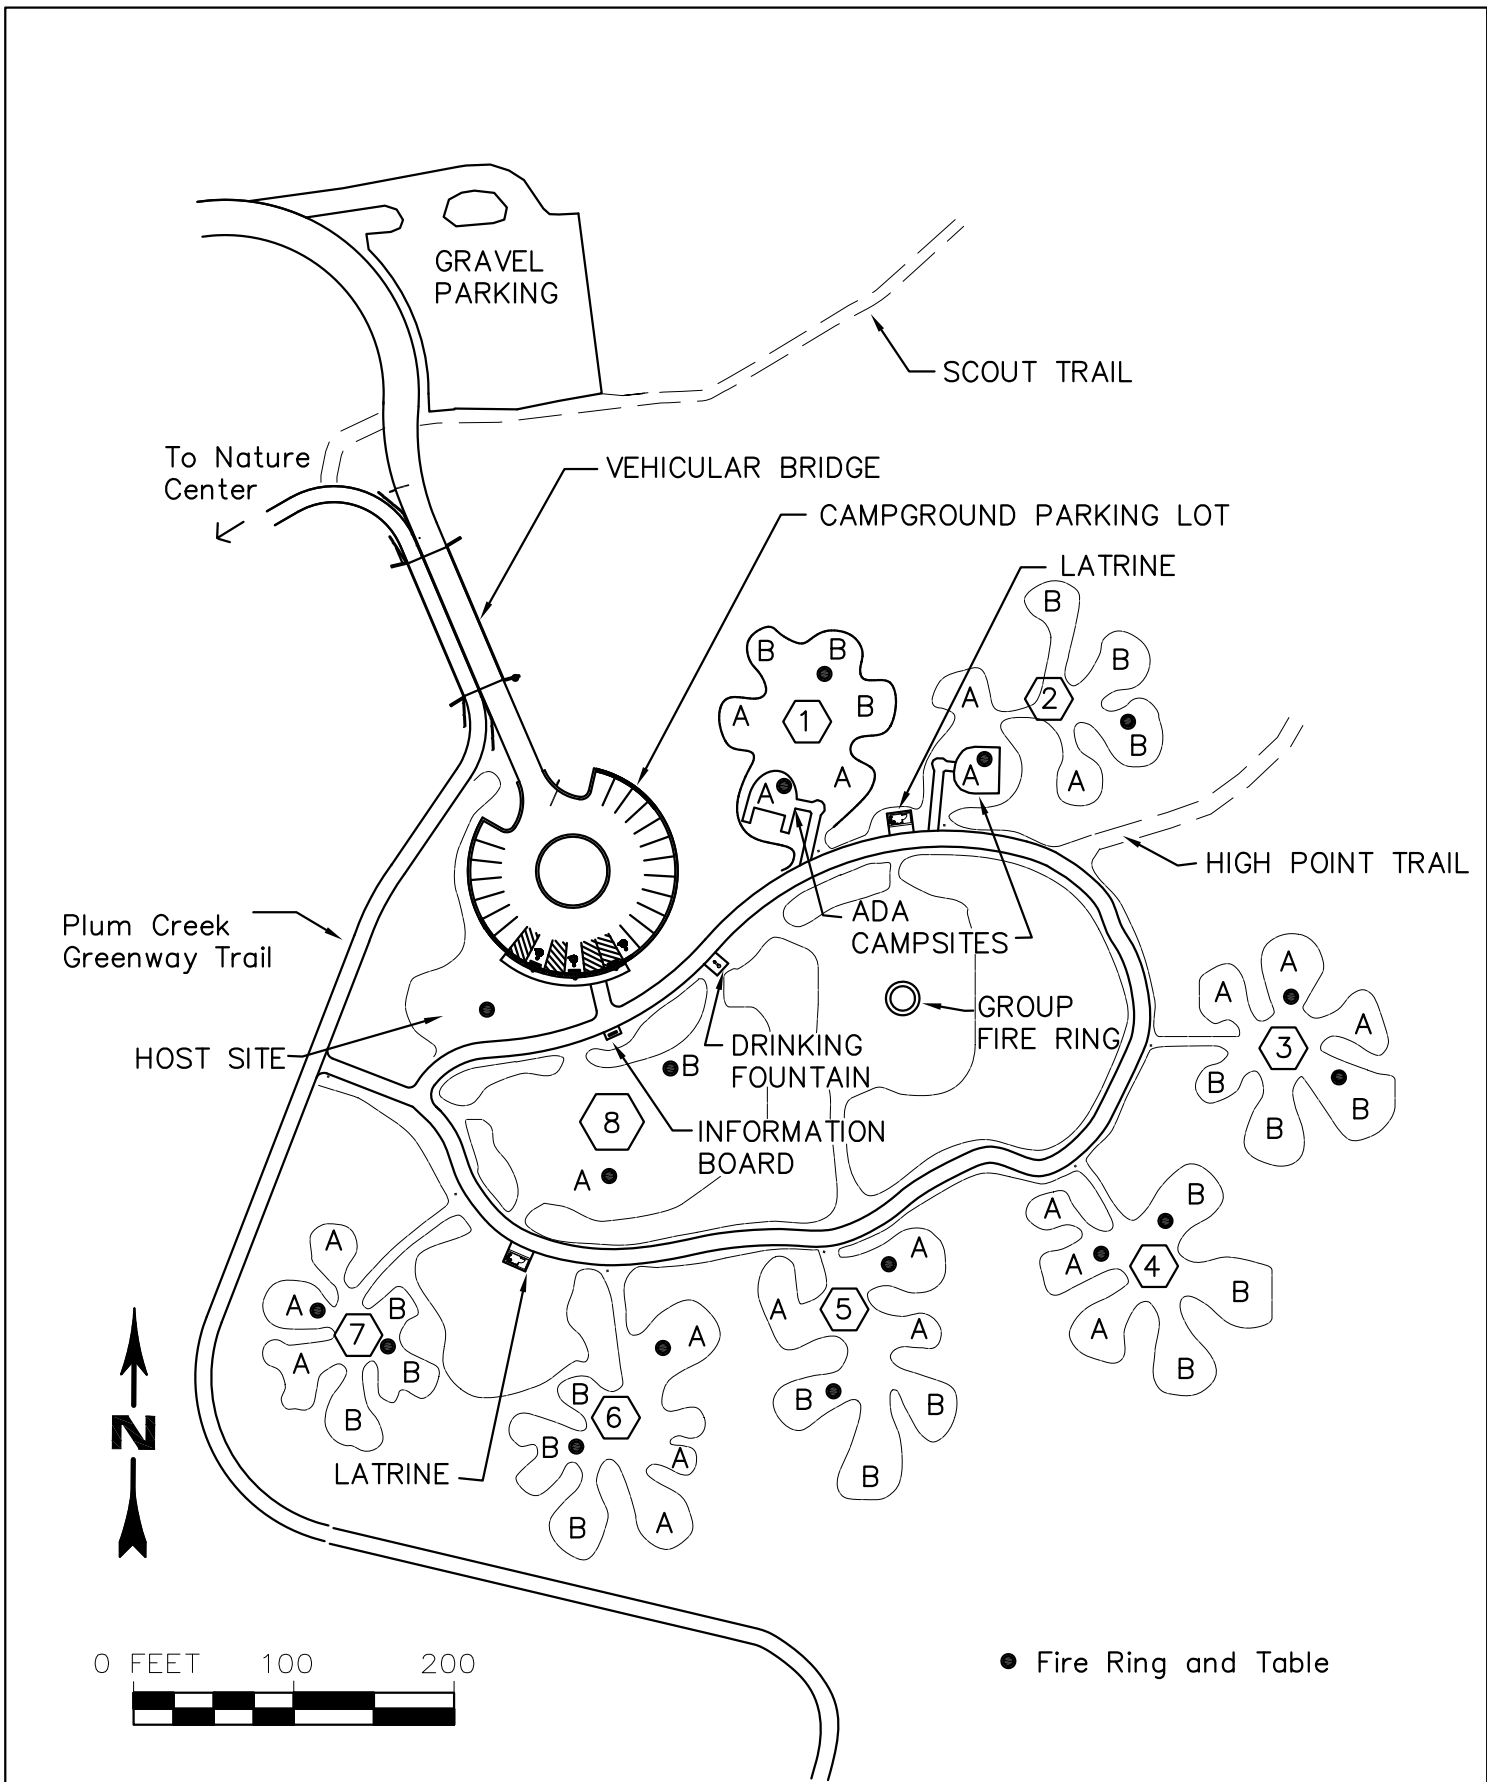 GRAVEL
PARKING
SCOUT TRAIL
To Nature
Center
VEHICULAR BRIDGE
CAMPGROUND PARKING LOT
LATRINE
B
B
B
B
A
2
B
A
1
B
B
A
A
A
A
HIGH POINT TRAIL
ADA
CAMPSITES
Plum Creek
Greenway Trail
A
A
A
GROUP
FIRE RING
DRINKING
FOUNTAIN
HOST SITE
3
B
B
B
B
8
INFORMATION
BOARD
A
B
A
A
4
B
A
B
A
A
B
7
A
B
B
A
A
5
A
B
B
B
A
B
6
B
A
B
A
LATRINE
N
0 FEET 100 200
Fire Ring and Table